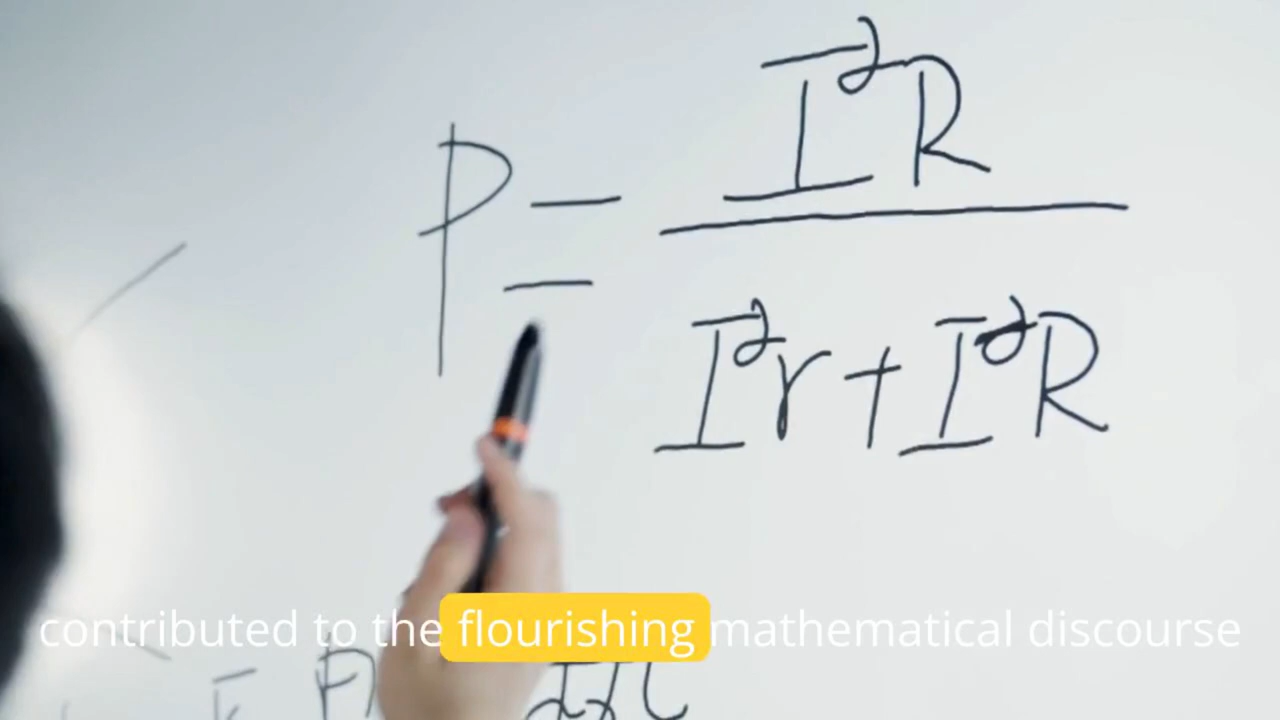 P = I²R / I²r + I²R
contributed to the flourishing mathematical discourse